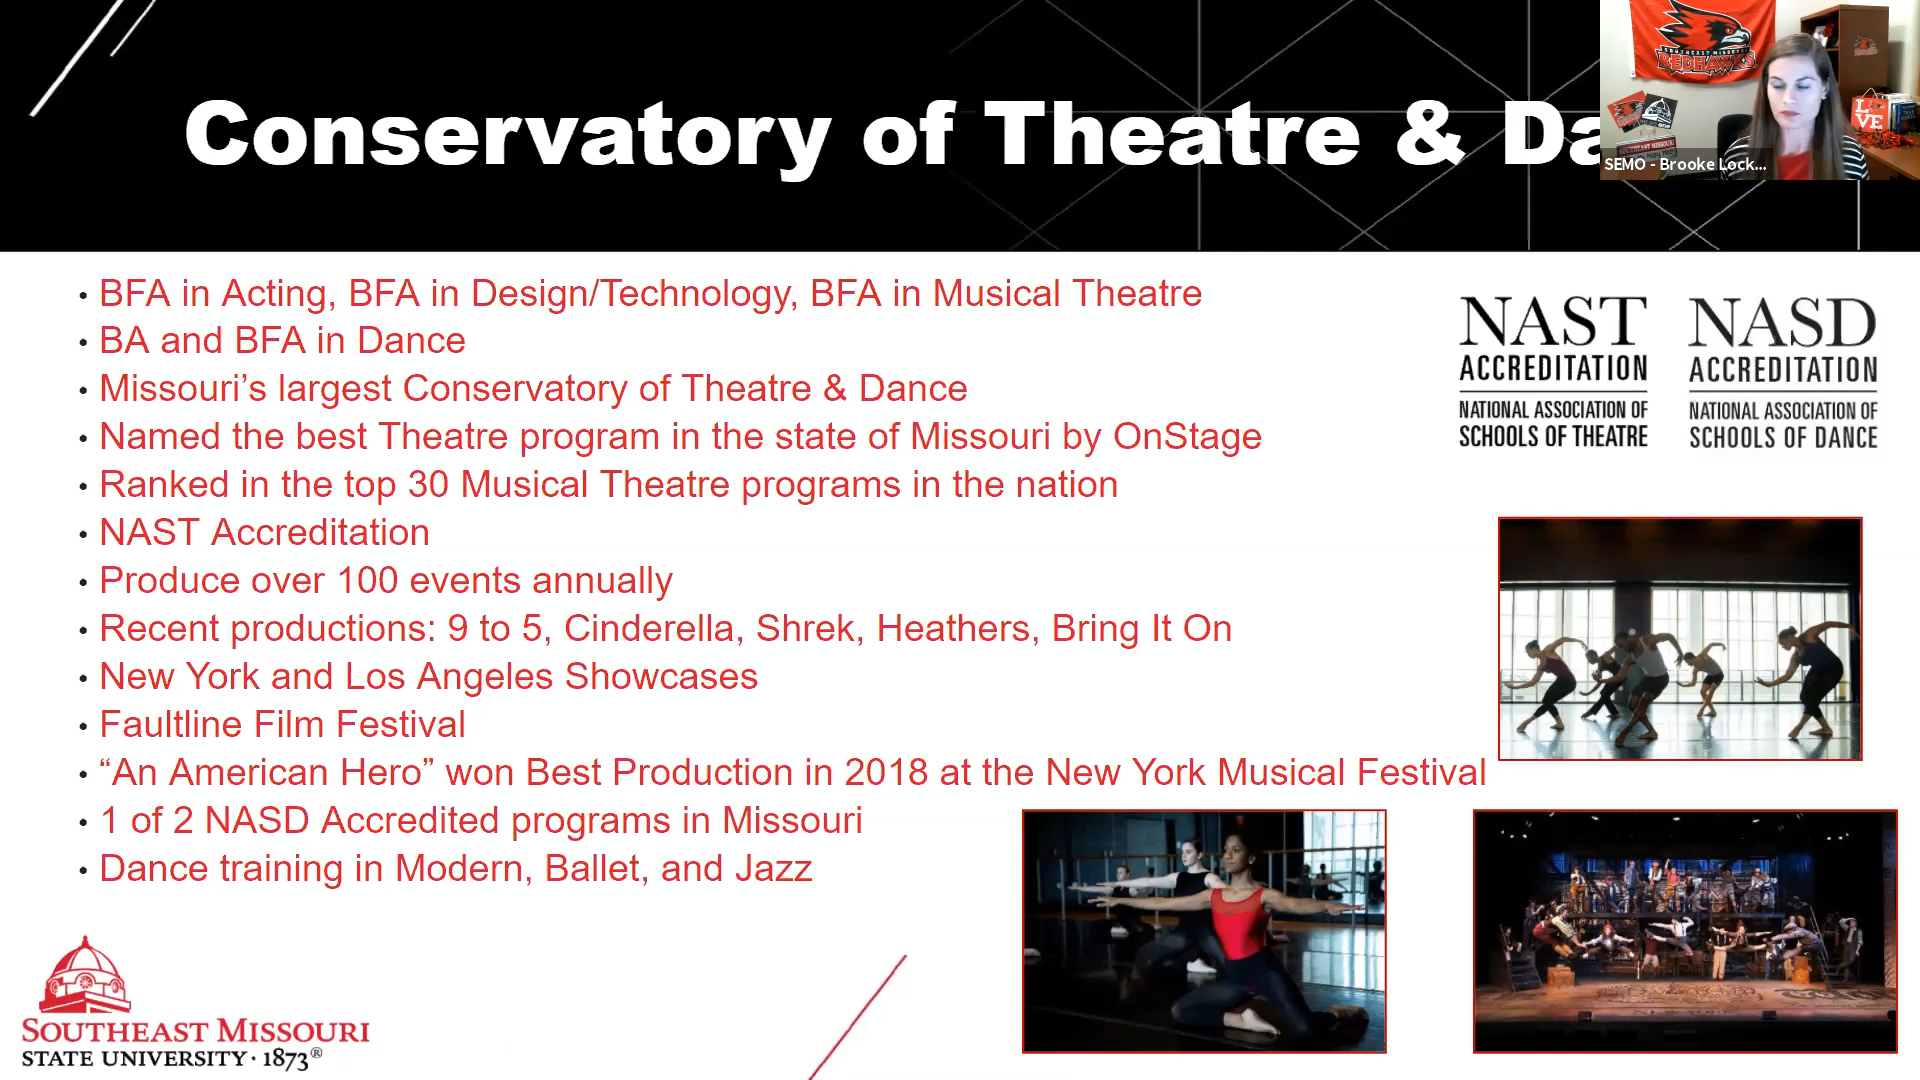 Conservatory of Theatre & Da
SOUTHEAST MISSOURI
REDHAWKS
LOVE
SEMO - Brooke Lock...
• BFA in Acting, BFA in Design/Technology, BFA in Musical Theatre
• BA and BFA in Dance
• Missouri’s largest Conservatory of Theatre & Dance
• Named the best Theatre program in the state of Missouri by OnStage
• Ranked in the top 30 Musical Theatre programs in the nation
• NAST Accreditation
• Produce over 100 events annually
• Recent productions: 9 to 5, Cinderella, Shrek, Heathers, Bring It On
• New York and Los Angeles Showcases
• Faultline Film Festival
• “An American Hero” won Best Production in 2018 at the New York Musical Festival
• 1 of 2 NASD Accredited programs in Missouri
• Dance training in Modern, Ballet, and Jazz
NAST
ACCREDITATION
NATIONAL ASSOCIATION OF
SCHOOLS OF THEATRE
NASD
ACCREDITATION
NATIONAL ASSOCIATION OF
SCHOOLS OF DANCE
SOUTHEAST MISSOURI
STATE UNIVERSITY · 1873®